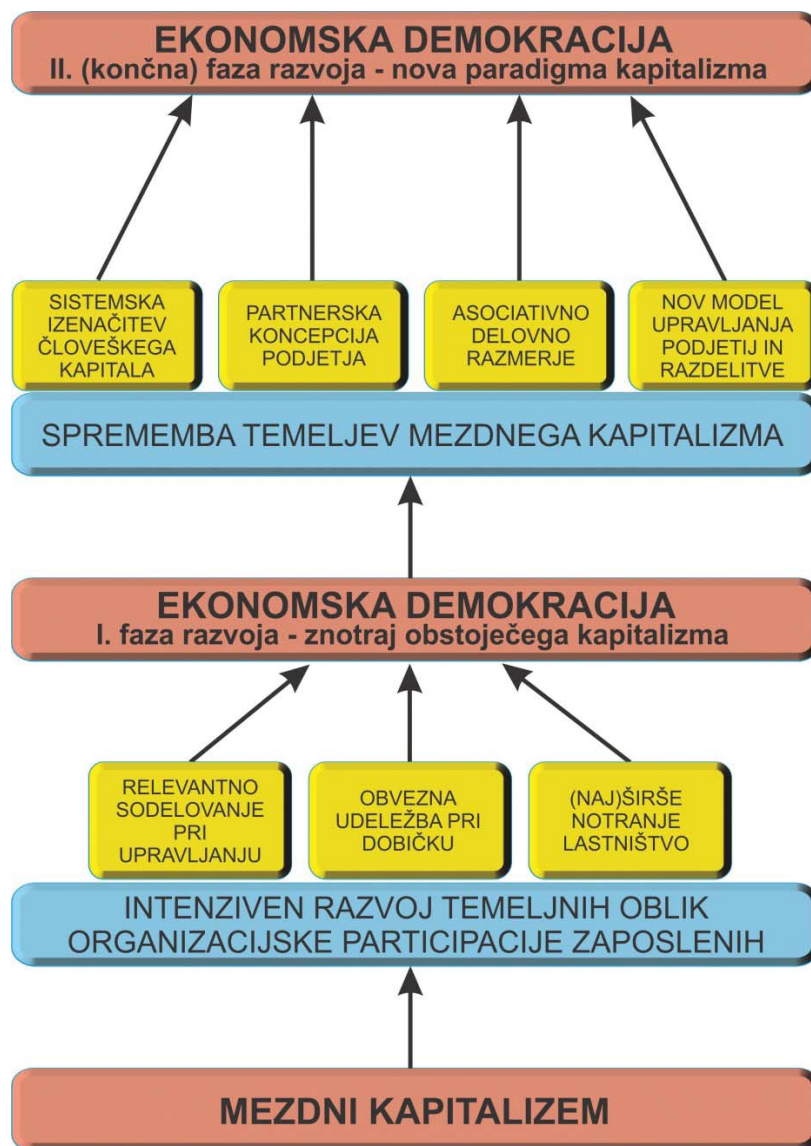 EKONOMSKA DEMOKRACIJA
II. (končna) faza razvoja - nova paradigma kapitalizma
SISTEMSKA
IZENAČITEV
ČLOVEŠKEGA
KAPITALA
PARTNERSKA
KONCEPCIJA
PODJETJA
ASOCIATIVNO
DELOVNO
RAZMERJE
NOV MODEL
UPRAVLJANJA
PODJETIJ IN
RAZDELITVE
SPREMEMBA TEMELJEV MEZDNEGA KAPITALIZMA
EKONOMSKA DEMOKRACIJA
I. faza razvoja - znotraj obstoječega kapitalizma
RELEVANTNO
SODELOVANJE
PRI
UPRAVLJANJU
OBVEZNA
UDELEŽBA PRI
DOBIČKU
(NAJ)ŠIRŠE
NOTRANJE
LASTNIŠTVO
INTENZIVEN RAZVOJ TEMELJNIH OBLIK
ORGANIZACIJSKE PARTICIPACIJE ZAPOSLENIH
MEZDNI KAPITALIZEM